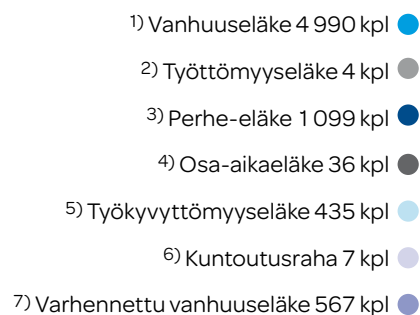 1) Vanhuuseläke 4 990 kpl
2) Työttömyyseläke 4 kpl
3) Perhe-eläke 1 099 kpl
4) Osa-aikaeläke 36 kpl
5) Työkyvyttömyyseläke 435 kpl
6) Kuntoutusraha 7 kpl
7) Varhennettu vanhuuseläke 567 kpl